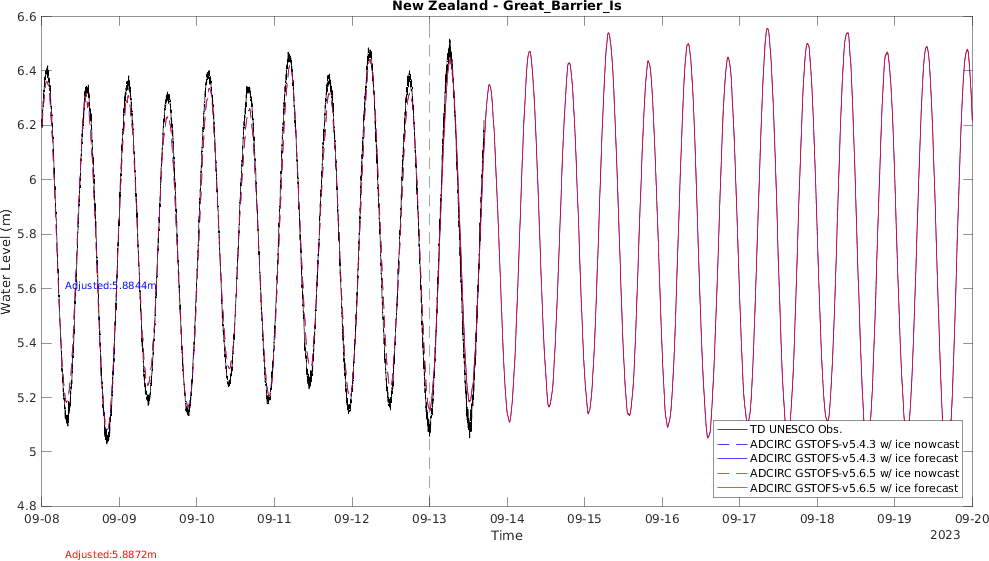 New Zealand - Great_Barrier_Is
Water Level (m)
6.6
6.4
6.2
6
5.8
5.6
5.4
5.2
5
4.8
Adjusted:5.8844m
TD UNESCO Obs.
ADCIRC GSTOFS-v5.4.3 w/ ice nowcast
ADCIRC GSTOFS-v5.4.3 w/ ice forecast
ADCIRC GSTOFS-v5.6.5 w/ ice nowcast
ADCIRC GSTOFS-v5.6.5 w/ ice forecast
09-08 09-09 09-10 09-11 09-12 09-13 09-14 09-15 09-16 09-17 09-18 09-19 09-20
Time
2023
Adjusted:5.8872m